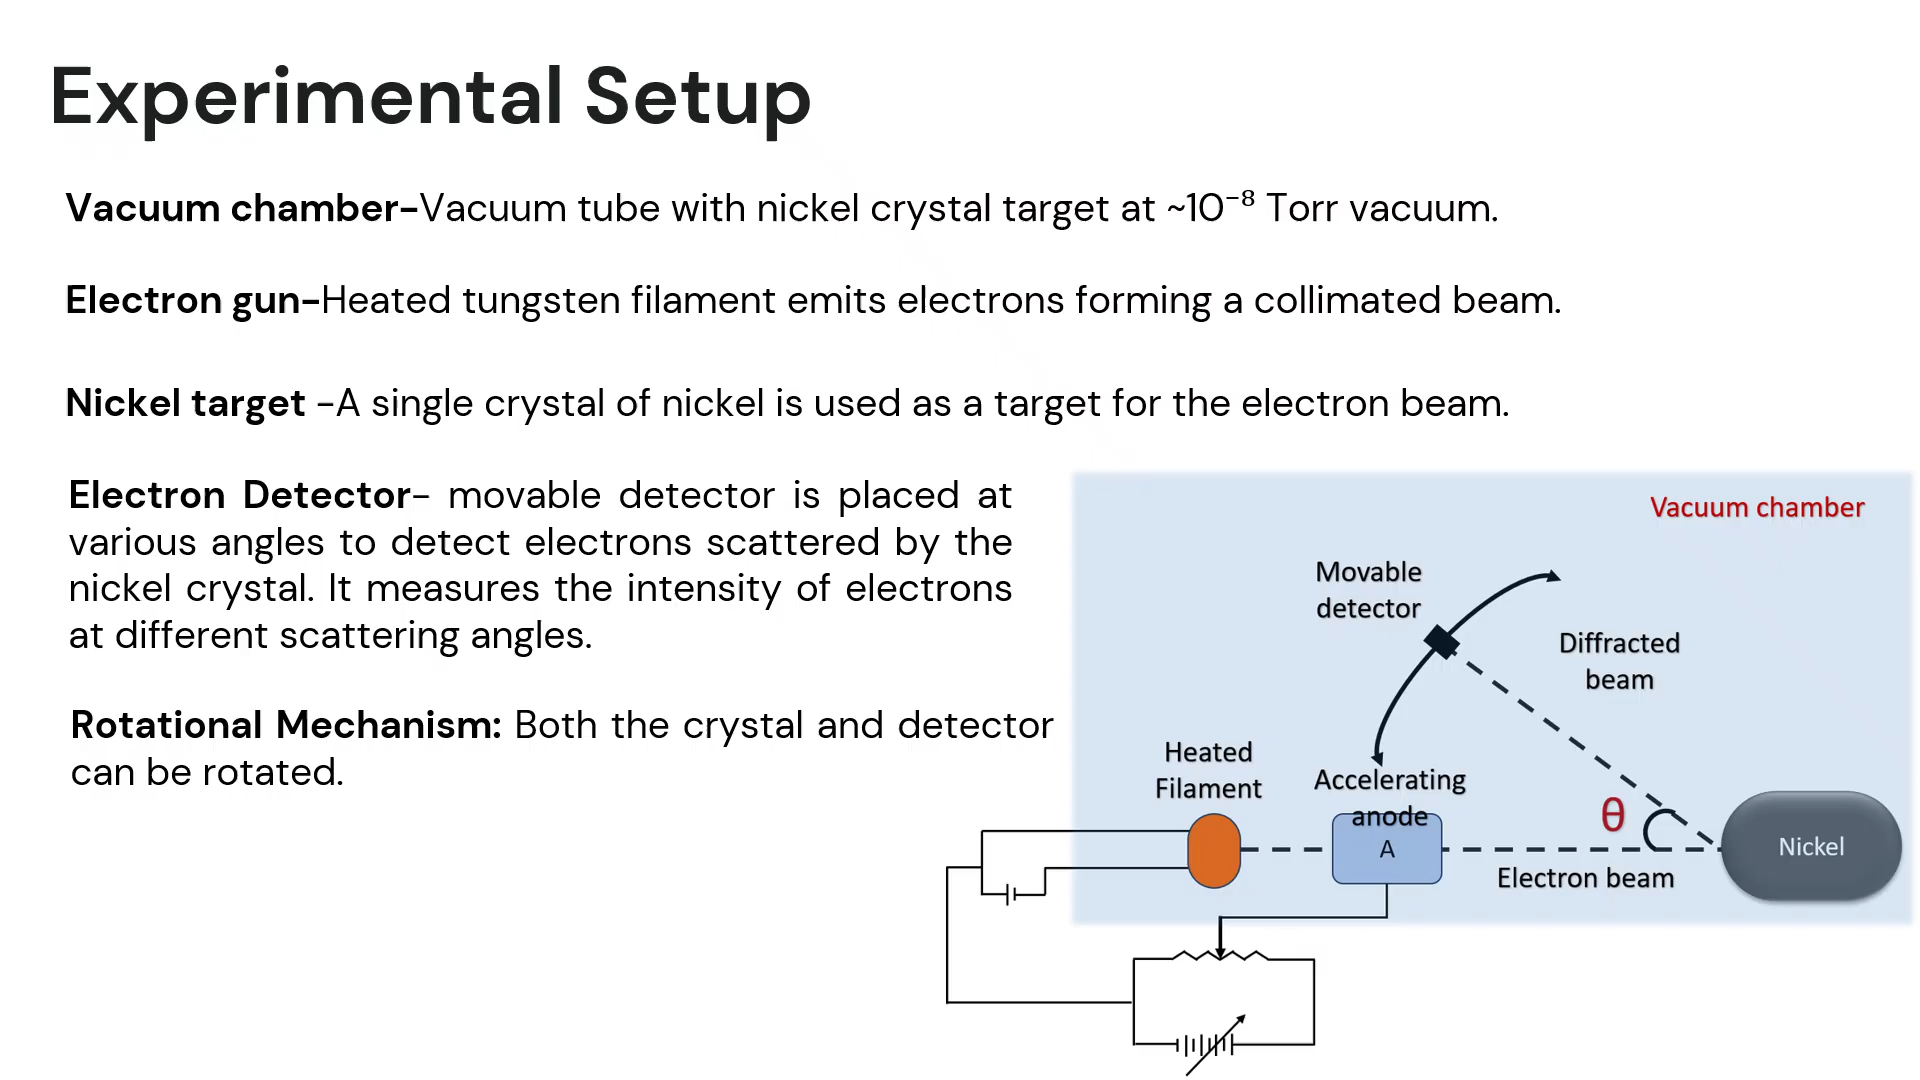 Experimental Setup
Vacuum chamber-Vacuum tube with nickel crystal target at ~10⁻⁸ Torr vacuum.
Electron gun-Heated tungsten filament emits electrons forming a collimated beam.
Nickel target -A single crystal of nickel is used as a target for the electron beam.
Electron Detector- movable detector is placed at
various angles to detect electrons scattered by the
nickel crystal. It measures the intensity of electrons
at different scattering angles.
Rotational Mechanism: Both the crystal and detector
can be rotated.
Vacuum chamber
Movable
detector
Diffracted
beam
Heated
Filament
Accelerating
anode
A
θ
Nickel
Electron beam